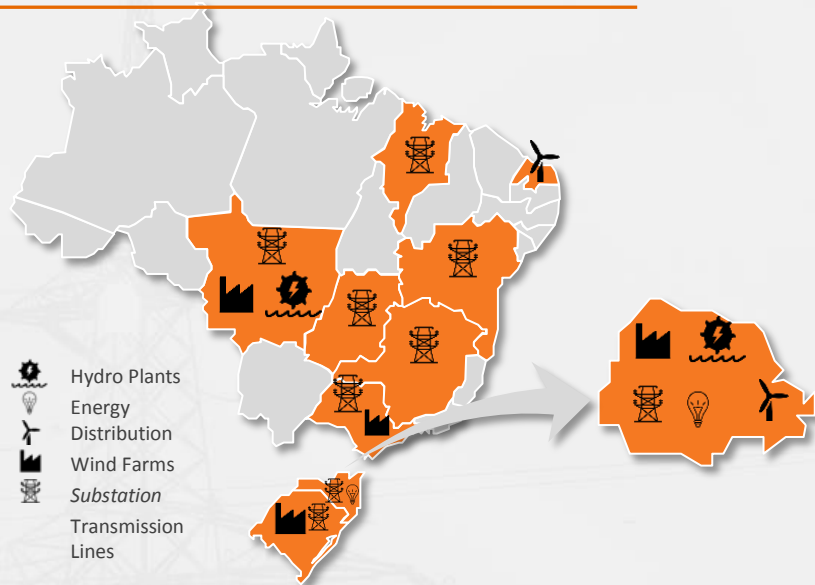 Hydro Plants
Energy
Distribution
Wind Farms
Substation
Transmission
Lines